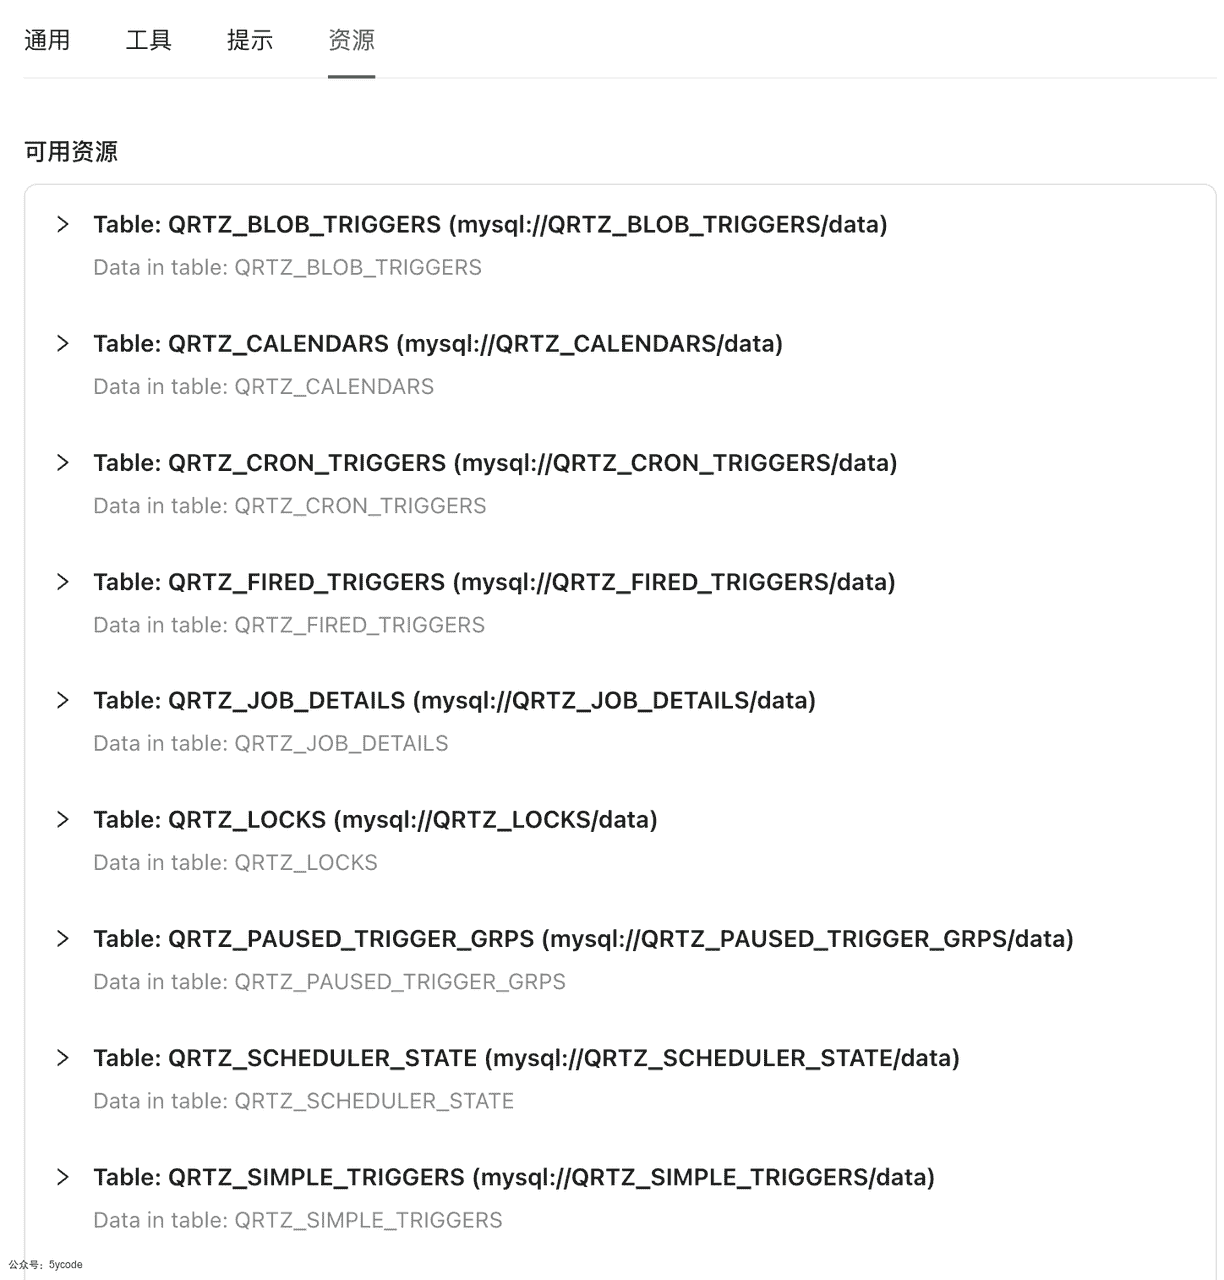 通用 工具 提示 资源
可用资源
Table: QRTZ_BLOB_TRIGGERS (mysql://QRTZ_BLOB_TRIGGERS/data)
Data in table: QRTZ_BLOB_TRIGGERS
Table: QRTZ_CALENDARS (mysql://QRTZ_CALENDARS/data)
Data in table: QRTZ_CALENDARS
Table: QRTZ_CRON_TRIGGERS (mysql://QRTZ_CRON_TRIGGERS/data)
Data in table: QRTZ_CRON_TRIGGERS
Table: QRTZ_FIRED_TRIGGERS (mysql://QRTZ_FIRED_TRIGGERS/data)
Data in table: QRTZ_FIRED_TRIGGERS
Table: QRTZ_JOB_DETAILS (mysql://QRTZ_JOB_DETAILS/data)
Data in table: QRTZ_JOB_DETAILS
Table: QRTZ_LOCKS (mysql://QRTZ_LOCKS/data)
Data in table: QRTZ_LOCKS
Table: QRTZ_PAUSED_TRIGGER_GRPS (mysql://QRTZ_PAUSED_TRIGGER_GRPS/data)
Data in table: QRTZ_PAUSED_TRIGGER_GRPS
Table: QRTZ_SCHEDULER_STATE (mysql://QRTZ_SCHEDULER_STATE/data)
Data in table: QRTZ_SCHEDULER_STATE
Table: QRTZ_SIMPLE_TRIGGERS (mysql://QRTZ_SIMPLE_TRIGGERS/data)
Data in table: QRTZ_SIMPLE_TRIGGERS
公众号：5ycode